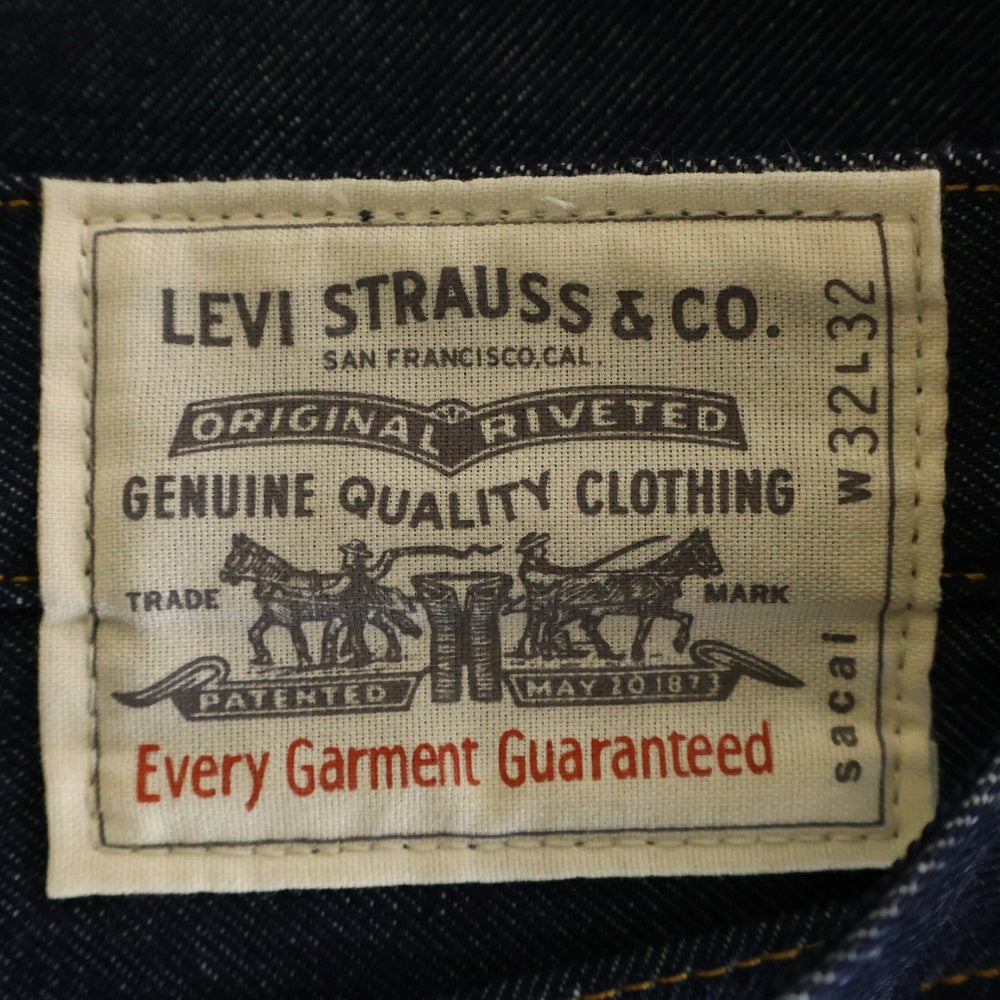 LEVI STRAUSS & CO.
SAN FRANCISCO, CAL.
ORIGINAL RIVETED
GENUINE QUALITY CLOTHING
TRADE MARK
PATENTED MAY 20 1873
Every Garment Guaranteed
W32L32
sacai